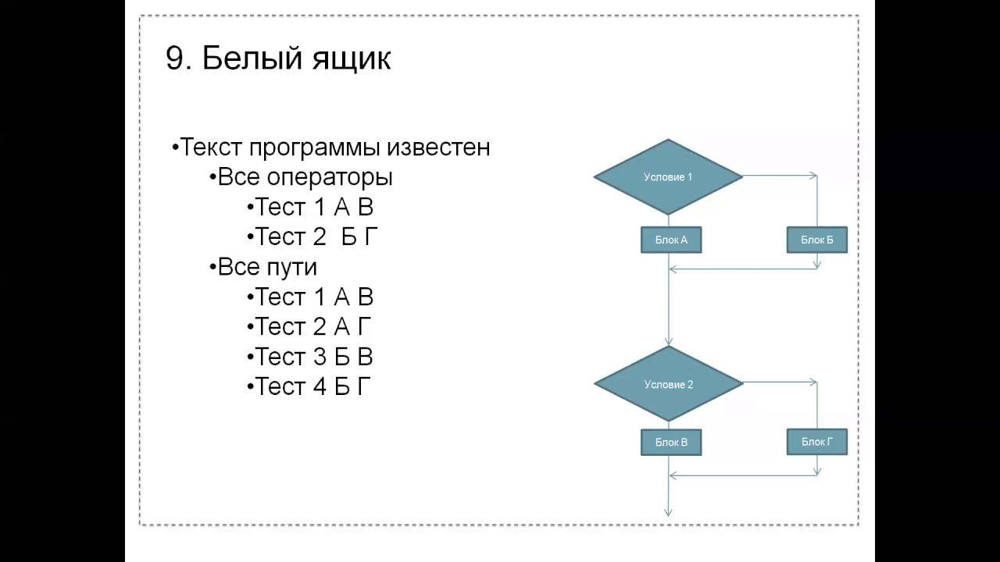 9. Белый ящик
•Текст программы известен
•Все операторы
•Тест 1 А В
•Тест 2  Б Г
•Все пути
•Тест 1 А В
•Тест 2 А Г
•Тест 3 Б В
•Тест 4 Б Г
Условие 1
Блок А
Блок Б
Условие 2
Блок В
Блок Г